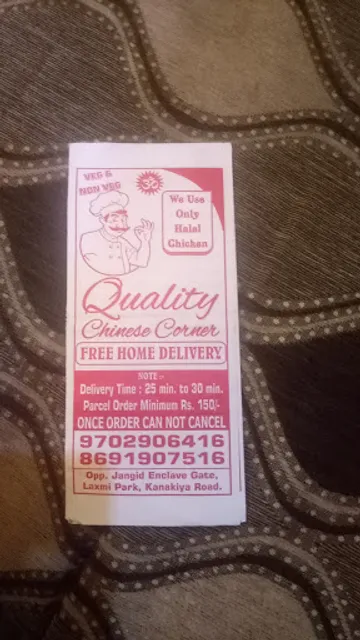 VEG &
NON VEG
ॐ
We Use
Only
Halal
Chicken
Quality
Chinese Corner
FREE HOME DELIVERY
NOTE :-
Delivery Time : 25 min. to 30 min.
Parcel Order Minimum Rs. 150/-
ONCE ORDER CAN NOT CANCEL
9702906416
8691907516
Opp. Jangid Enclave Gate,
Laxmi Park, Kanakiya Road.